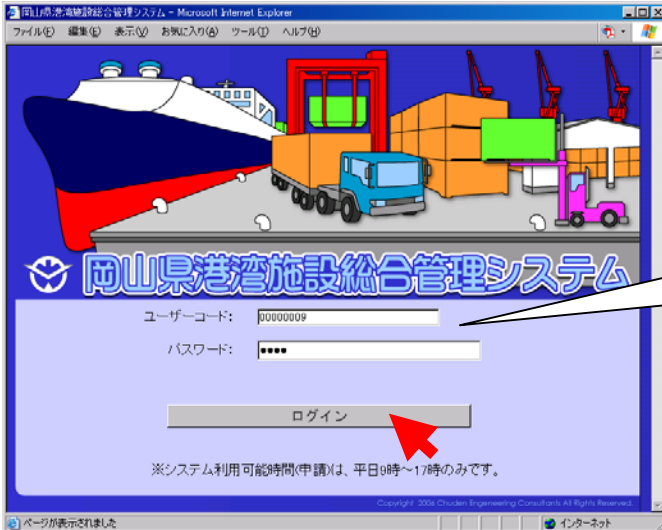 岡山県港湾施設総合管理システム - Microsoft Internet Explorer
ファイル(F) 編集(E) 表示(V) お気に入り(A) ツール(T) ヘルプ(H)
岡山県港湾施設総合管理システム
ユーザーコード: 00000009
パスワード: ●●●●
ログイン
※システム利用可能時間(申請)は、平日9時～17時のみです。
Copyright 2006 Chuden Engeneering Consultants All Rights Reserved.
ページが表示されました インターネット